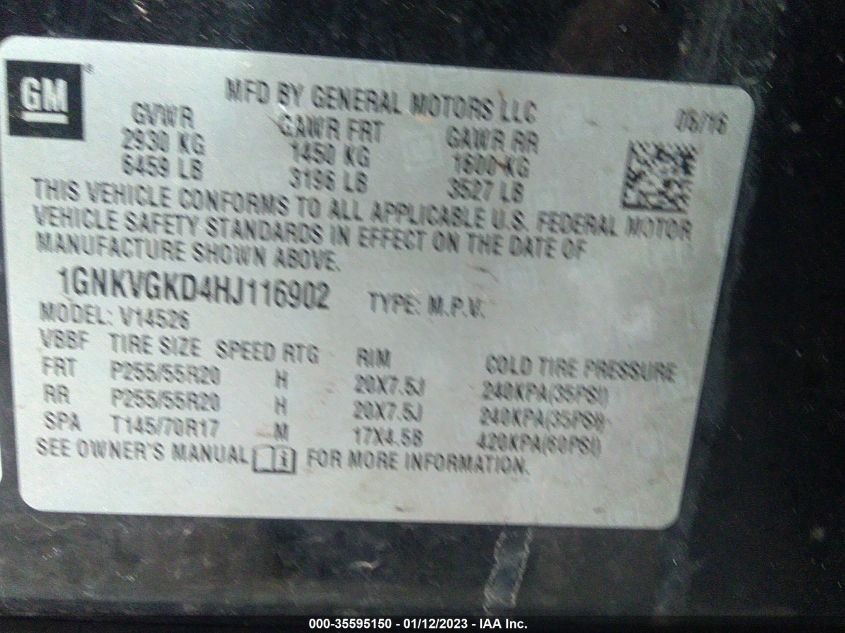 GM
MFD BY GENERAL MOTORS LLC
06/16
GVWR GAWR FRT GAWR RR
2930 KG 1450 KG 1600 KG
6459 LB 3196 LB 3527 LB
THIS VEHICLE CONFORMS TO ALL APPLICABLE U.S. FEDERAL MOTOR
VEHICLE SAFETY STANDARDS IN EFFECT ON THE DATE OF
MANUFACTURE SHOWN ABOVE.
1GNKVGKD4HJ116902 TYPE: M.P.V.
MODEL: V14526
VBBF TIRE SIZE SPEED RTG RIM COLD TIRE PRESSURE
FRT P255/55R20 H 20X7.5J 240KPA(35PSI)
RR P255/55R20 H 20X7.5J 240KPA(35PSI)
SPA T145/70R17 M 17X4.5B 420KPA(60PSI)
SEE OWNER'S MANUAL FOR MORE INFORMATION.
000-35595150 - 01/12/2023 - IAA Inc.